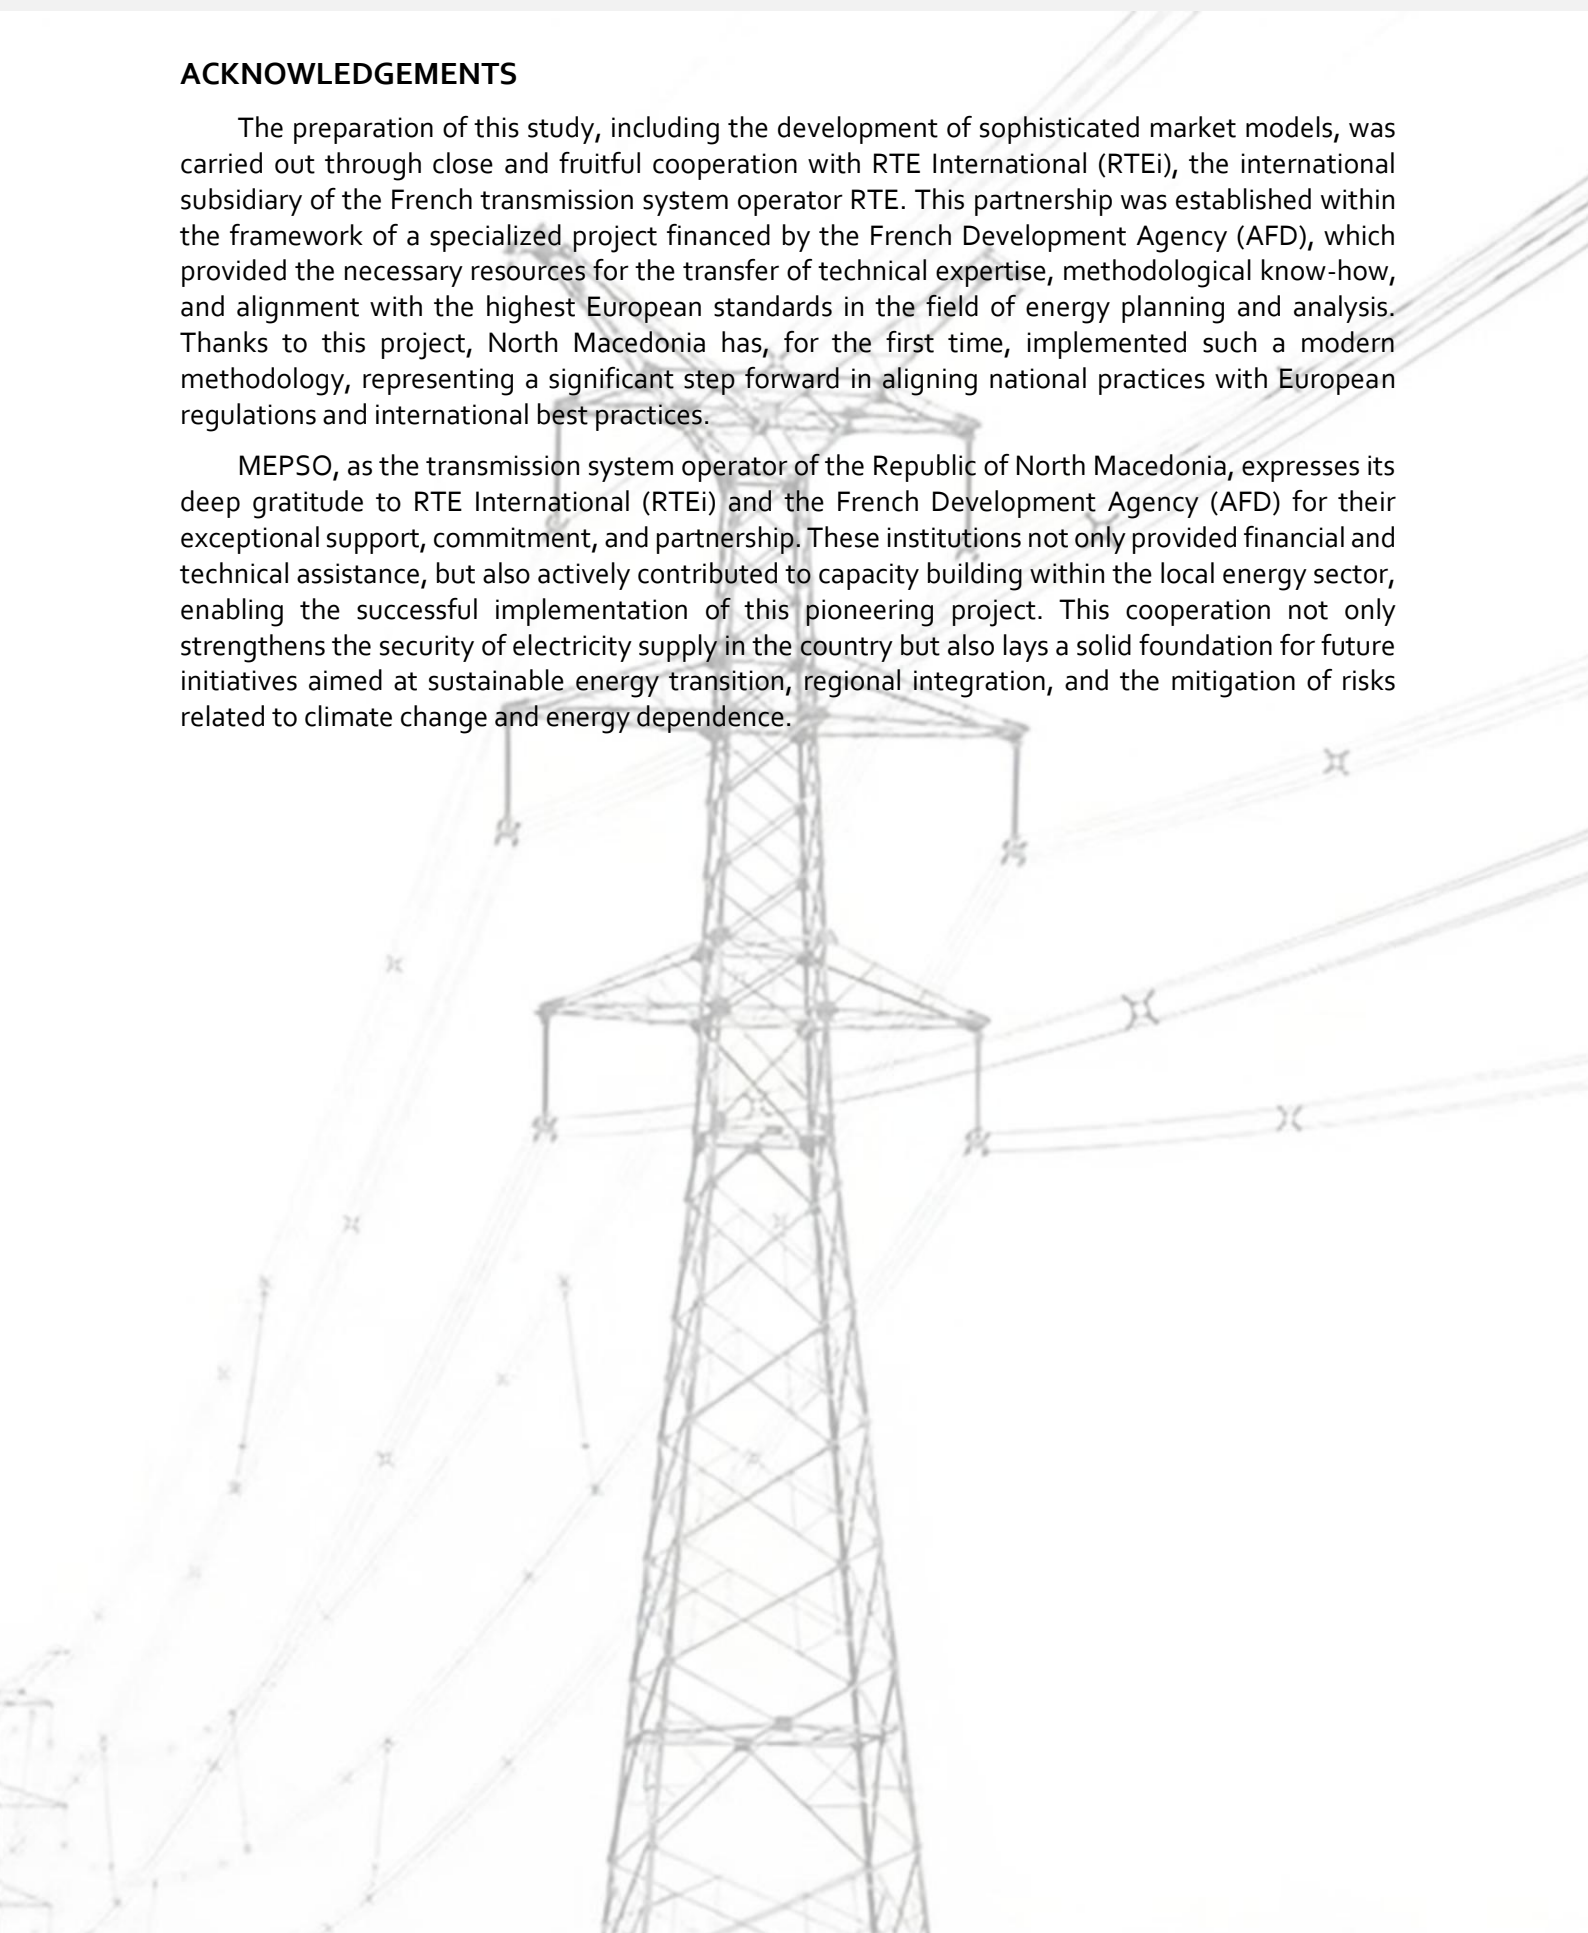 ACKNOWLEDGEMENTS
The preparation of this study, including the development of sophisticated market models, was
carried out through close and fruitful cooperation with RTE International (RTEi), the international
subsidiary of the French transmission system operator RTE. This partnership was established within
the framework of a specialized project financed by the French Development Agency (AFD), which
provided the necessary resources for the transfer of technical expertise, methodological know-how,
and alignment with the highest European standards in the field of energy planning and analysis.
Thanks to this project, North Macedonia has, for the first time, implemented such a modern
methodology, representing a significant step forward in aligning national practices with European
regulations and international best practices.
MEPSO, as the transmission system operator of the Republic of North Macedonia, expresses its
deep gratitude to RTE International (RTEi) and the French Development Agency (AFD) for their
exceptional support, commitment, and partnership. These institutions not only provided financial and
technical assistance, but also actively contributed to capacity building within the local energy sector,
enabling the successful implementation of this pioneering project. This cooperation not only
strengthens the security of electricity supply in the country but also lays a solid foundation for future
initiatives aimed at sustainable energy transition, regional integration, and the mitigation of risks
related to climate change and energy dependence.